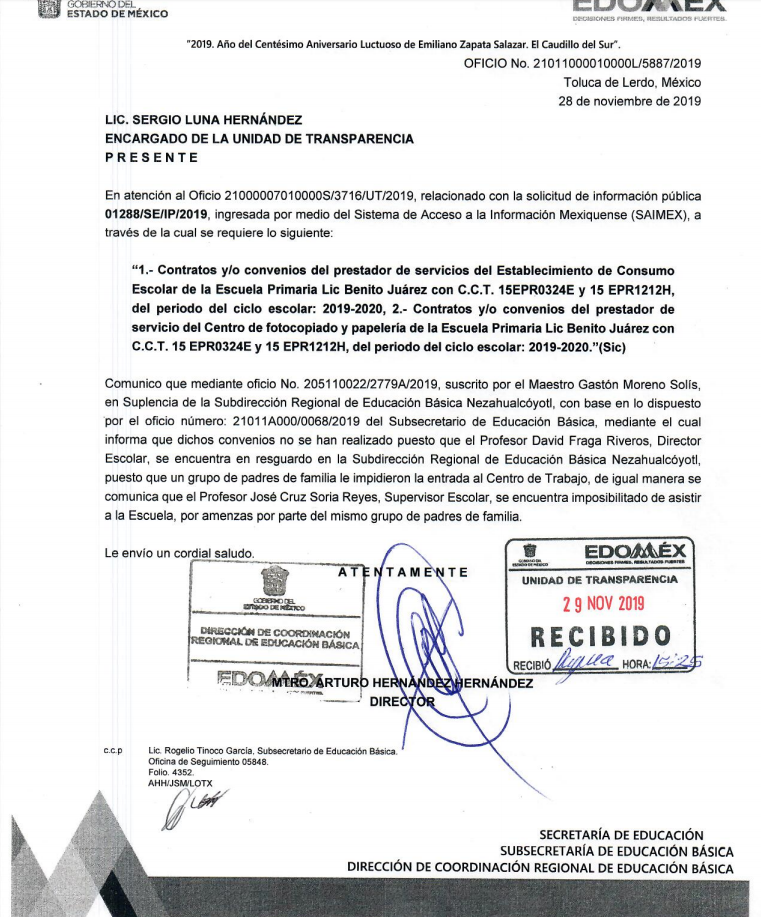 GOBIERNO DEL
ESTADO DE MÉXICO
EDOMÉX
DECISIONES FIRMES, RESULTADOS FUERTES.
"2019. Año del Centésimo Aniversario Luctuoso de Emiliano Zapata Salazar. El Caudillo del Sur".
OFICIO No. 21011000010000L/5887/2019
Toluca de Lerdo, México
28 de noviembre de 2019
LIC. SERGIO LUNA HERNÁNDEZ
ENCARGADO DE LA UNIDAD DE TRANSPARENCIA
P R E S E N T E
En atención al Oficio 21000007010000S/3716/UT/2019, relacionado con la solicitud de información pública
01288/SE/IP/2019, ingresada por medio del Sistema de Acceso a la Información Mexiquense (SAIMEX), a
través de la cual se requiere lo siguiente:
"1.- Contratos y/o convenios del prestador de servicios del Establecimiento de Consumo
Escolar de la Escuela Primaria Lic Benito Juárez con C.C.T. 15EPR0324E y 15 EPR1212H,
del periodo del ciclo escolar: 2019-2020, 2.- Contratos y/o convenios del prestador de
servicio del Centro de fotocopiado y papelería de la Escuela Primaria Lic Benito Juárez con
C.C.T. 15 EPR0324E y 15 EPR1212H, del periodo del ciclo escolar: 2019-2020."(Sic)
Comunico que mediante oficio No. 205110022/2779A/2019, suscrito por el Maestro Gastón Moreno Solís,
en Suplencia de la Subdirección Regional de Educación Básica Nezahualcóyotl, con base en lo dispuesto
por el oficio número: 21011A000/0068/2019 del Subsecretario de Educación Básica, mediante el cual
informa que dichos convenios no se han realizado puesto que el Profesor David Fraga Riveros, Director
Escolar, se encuentra en resguardo en la Subdirección Regional de Educación Básica Nezahualcóyotl,
puesto que un grupo de padres de familia le impidieron la entrada al Centro de Trabajo, de igual manera se
comunica que el Profesor José Cruz Soria Reyes, Supervisor Escolar, se encuentra imposibilitado de asistir
a la Escuela, por amenzas por parte del mismo grupo de padres de familia.
Le envío un cordial saludo.
A T E N T A M E N T E
GOBIERNO DEL
ESTADO DE MÉXICO
DIRECCIÓN DE COORDINACIÓN
REGIONAL DE EDUCACIÓN BÁSICA
EDOMÉX
GOBIERNO DEL
ESTADO DE MÉXICO
EDOMÉX
DECISIONES FIRMES, RESULTADOS FUERTES
UNIDAD DE TRANSPARENCIA
29 NOV 2019
RECIBIDO
RECIBIÓ HORA: 15:25
MTRO. ARTURO HERNÁNDEZ HERNÁNDEZ
DIRECTOR
c.c.p Lic. Rogelio Tinoco García, Subsecretario de Educación Básica.
Oficina de Seguimiento 05848.
Folio. 4352.
AHH/JSM/LOTX
SECRETARÍA DE EDUCACIÓN
SUBSECRETARÍA DE EDUCACIÓN BÁSICA
DIRECCIÓN DE COORDINACIÓN REGIONAL DE EDUCACIÓN BÁSICA